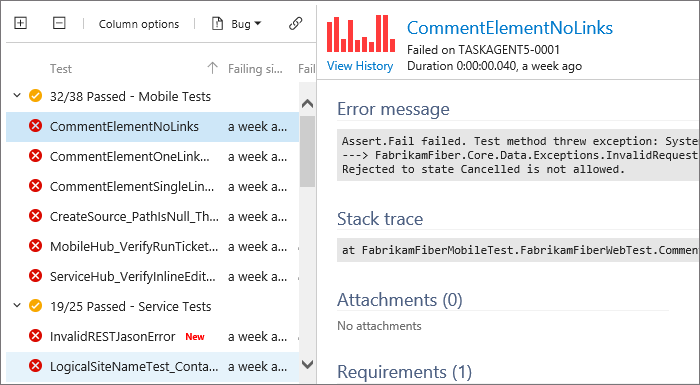 Column options
Bug
Test
Failing si...
Fail
32/38 Passed - Mobile Tests
CommentElementNoLinks a week a...
CommentElementOneLink... a week a...
CommentElementSingleLin... a week a...
CreateSource_PathIsNull_Th... a week a...
MobileHub_VerifyRunTicket... a week a...
ServiceHub_VerifyInlineEdit... a week a...
19/25 Passed - Service Tests
InvalidRESTJasonError New a week a...
LogicalSiteNameTest_Conta... a week a...
View History
CommentElementNoLinks
Failed on TASKAGENT5-0001
Duration 0:00:00.040, a week ago
Error message
Assert.Fail failed. Test method threw exception: Syste
---> FabrikamFiber.Core.Data.Exceptions.InvalidRequest
Rejected to state Cancelled is not allowed.
Stack trace
at FabrikamFiberMobileTest.FabrikamFiberWebTest.Commen
Attachments (0)
No attachments
Requirements (1)